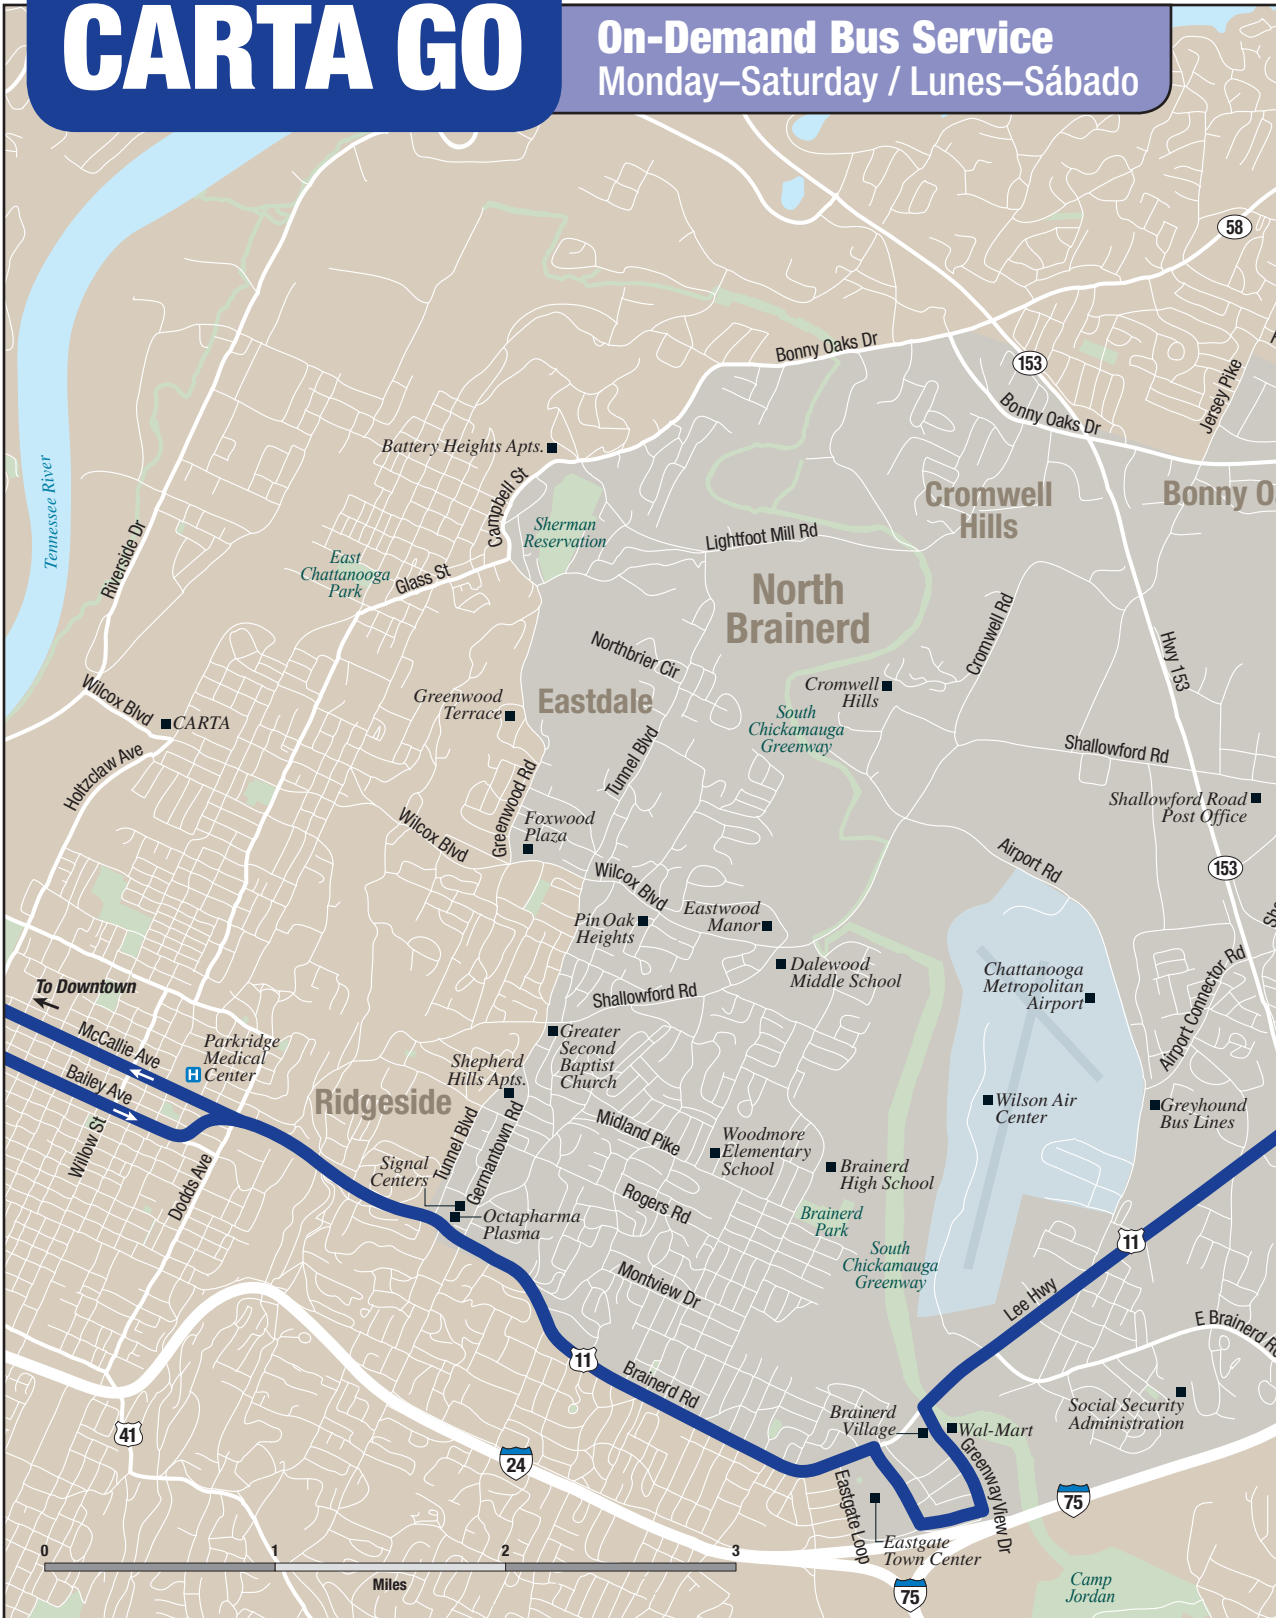 CARTA GO
On-Demand Bus Service
Monday–Saturday / Lunes–Sábado
58
153
Bonny Oaks Dr
Jersey Pike
Bonny Oaks Dr
Battery Heights Apts.
Campbell St
Cromwell
Hills
Bonny O
Tennessee River
Riverside Dr
Sherman
Reservation
Lightfoot Mill Rd
East
Chattanooga
Park
Glass St
North
Brainerd
Cromwell Rd
Northbrier Cir
Hwy 153
Wilcox Blvd
CARTA
Greenwood
Terrace
Eastdale
Cromwell
Hills
South
Chickamauga
Greenway
Tunnel Blvd
Shallowford Rd
Holtzclaw Ave
Greenwood Rd
Wilcox Blvd
Foxwood
Plaza
Shallowford Road
Post Office
Airport Rd
153
Wilcox Blvd
Pin Oak
Heights
Eastwood
Manor
Sha
Dalewood
Middle School
Chattanooga
Metropolitan
Airport
Airport Connector Rd
To Downtown
Shallowford Rd
McCallie Ave
Bailey Ave
Parkridge
Medical
Center
H
Greater
Second
Baptist
Church
Shepherd
Hills Apts.
Ridgeside
Wilson Air
Center
Greyhound
Bus Lines
Willow St
Dodds Ave
Tunnel Blvd
Germantown Rd
Midland Pike
Woodmore
Elementary
School
Brainerd
High School
Signal
Centers
Octapharma
Plasma
Rogers Rd
Brainerd
Park
South
Chickamauga
Greenway
11
Montview Dr
Lee Hwy
E Brainerd Rd
11
Brainerd Rd
Social Security
Administration
Brainerd
Village
Wal-Mart
Greenway View Dr
41
24
75
Eastgate Loop
Eastgate
Town Center
0
1
2
3
Miles
75
Camp
Jordan